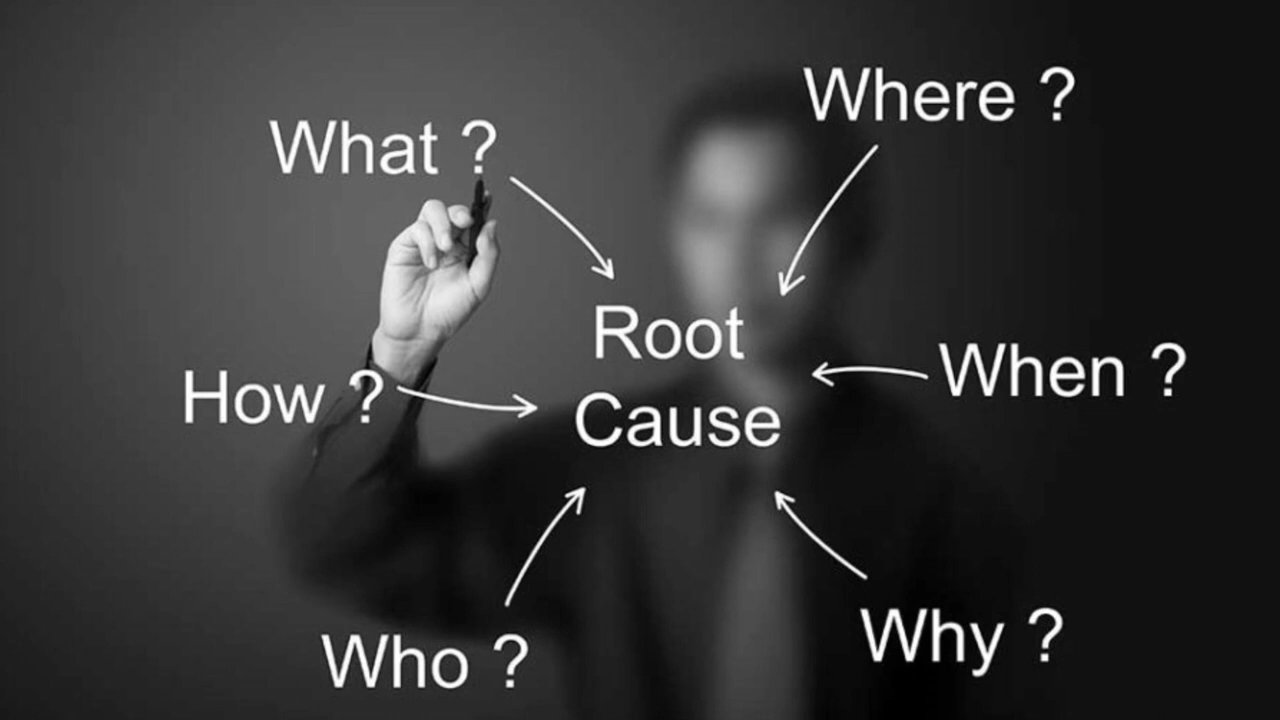 Where ?
What ?
Root
Cause
When ?
How ?
Who ?
Why ?